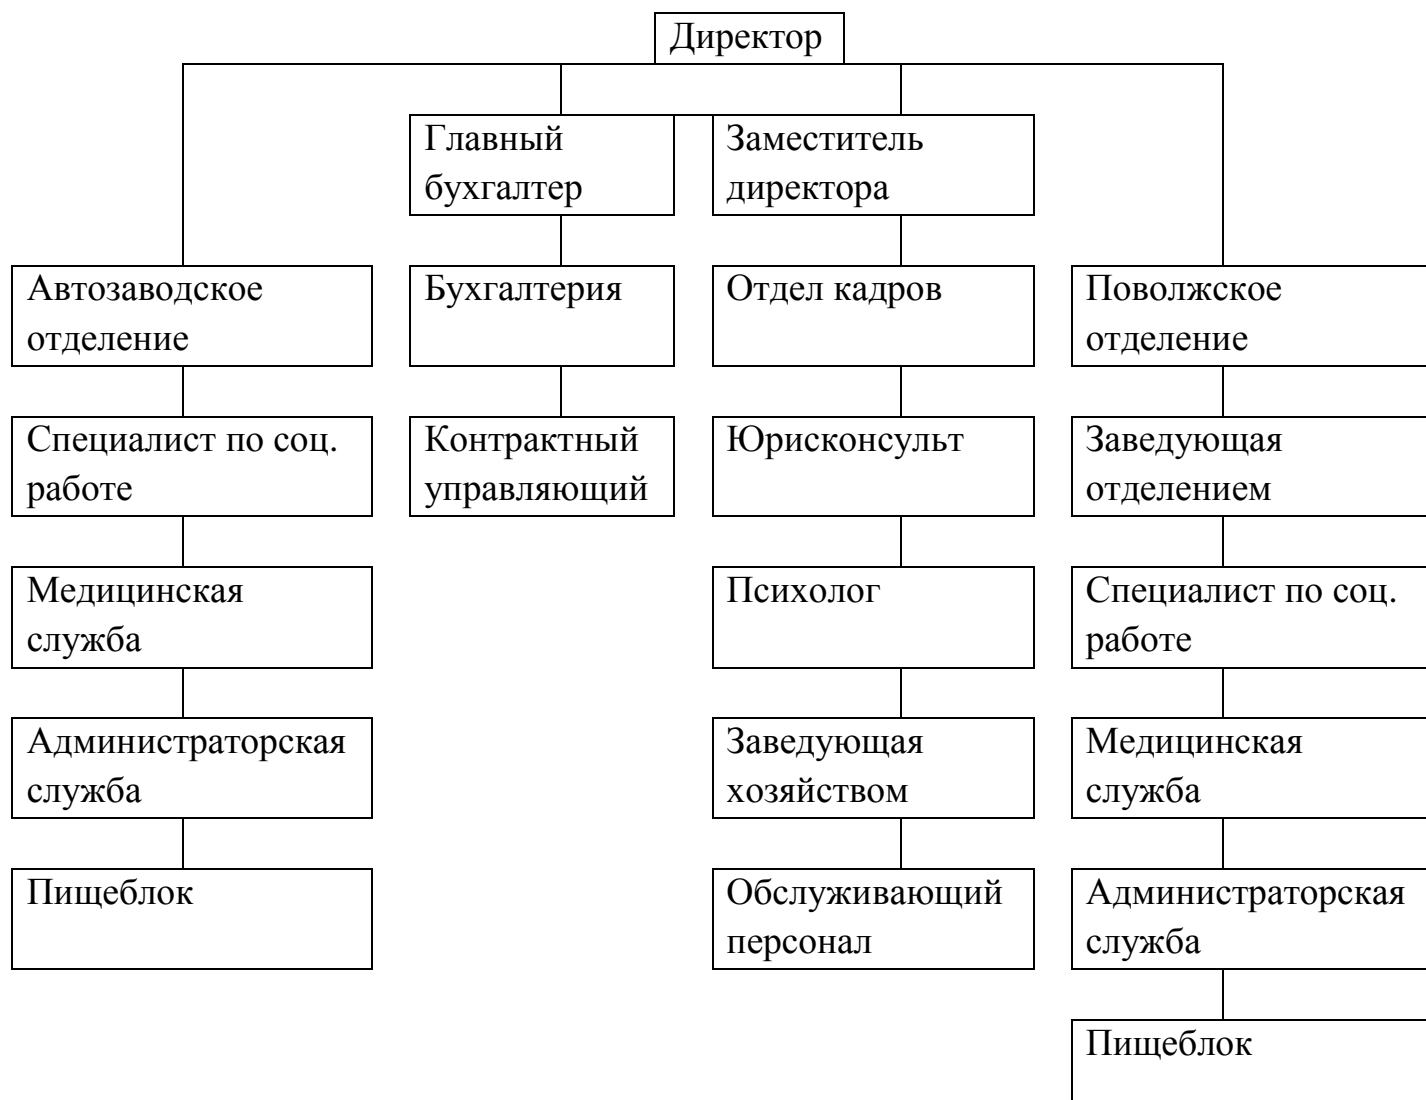 Директор
Главный
бухгалтер
Заместитель
директора
Автозаводское
отделение
Бухгалтерия
Отдел кадров
Поволжское
отделение
Специалист по соц.
работе
Контрактный
управляющий
Юрисконсульт
Заведующая
отделением
Медицинская
служба
Психолог
Специалист по соц.
работе
Администраторская
служба
Заведующая
хозяйством
Медицинская
служба
Пищеблок
Обслуживающий
персонал
Администраторская
служба
Пищеблок